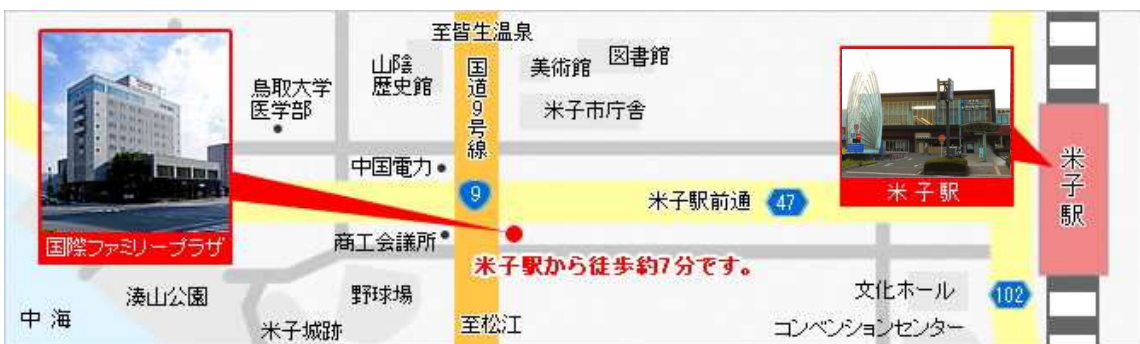 至皆生温泉
国道9号線
鳥取大学
医学部
山陰
歴史館
美術館
図書館
米子市庁舎
中国電力
9
米子駅前通
47
米子駅
米子駅
国際ファミリープラザ
商工会議所
米子駅から徒歩約7分です。
湊山公園
野球場
文化ホール
102
中海
米子城跡
至松江
コンベンションセンター